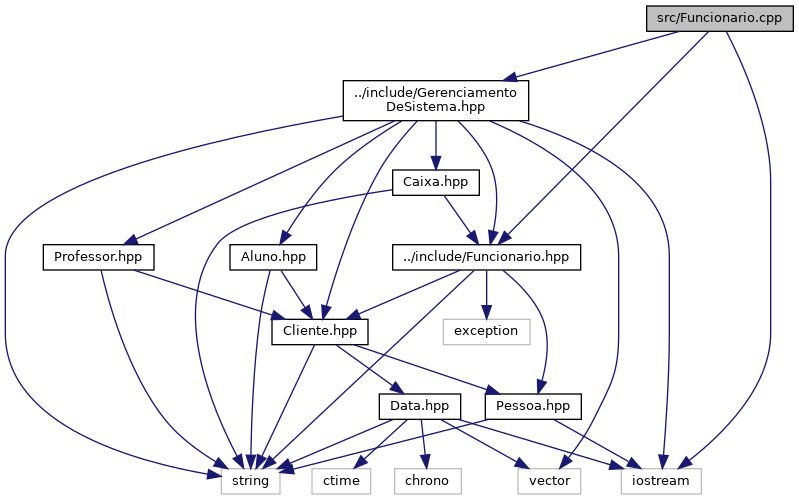 src/Funcionario.cpp
../include/Gerenciamento
DeSistema.hpp
Caixa.hpp
Professor.hpp
Aluno.hpp
../include/Funcionario.hpp
Cliente.hpp
exception
Data.hpp
Pessoa.hpp
string
ctime
chrono
vector
iostream